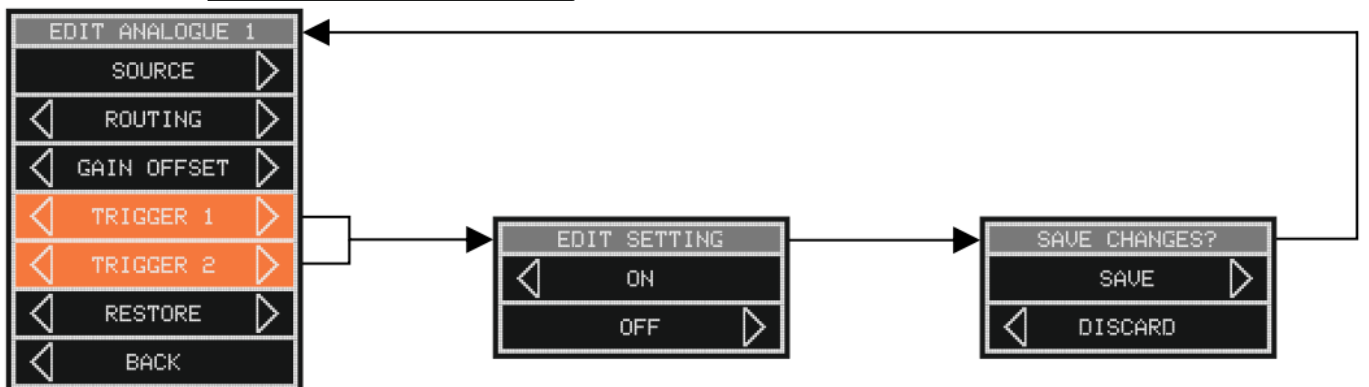 EDIT ANALOGUE 1
SOURCE
ROUTING
GAIN OFFSET
TRIGGER 1
TRIGGER 2
RESTORE
BACK
EDIT SETTING
ON
OFF
SAVE CHANGES?
SAVE
DISCARD